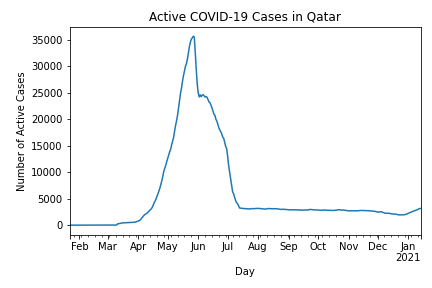 Active COVID-19 Cases in Qatar
Number of Active Cases
35000
30000
25000
20000
15000
10000
5000
0
Feb Mar Apr May Jun Jul Aug Sep Oct Nov Dec Jan
2021
Day